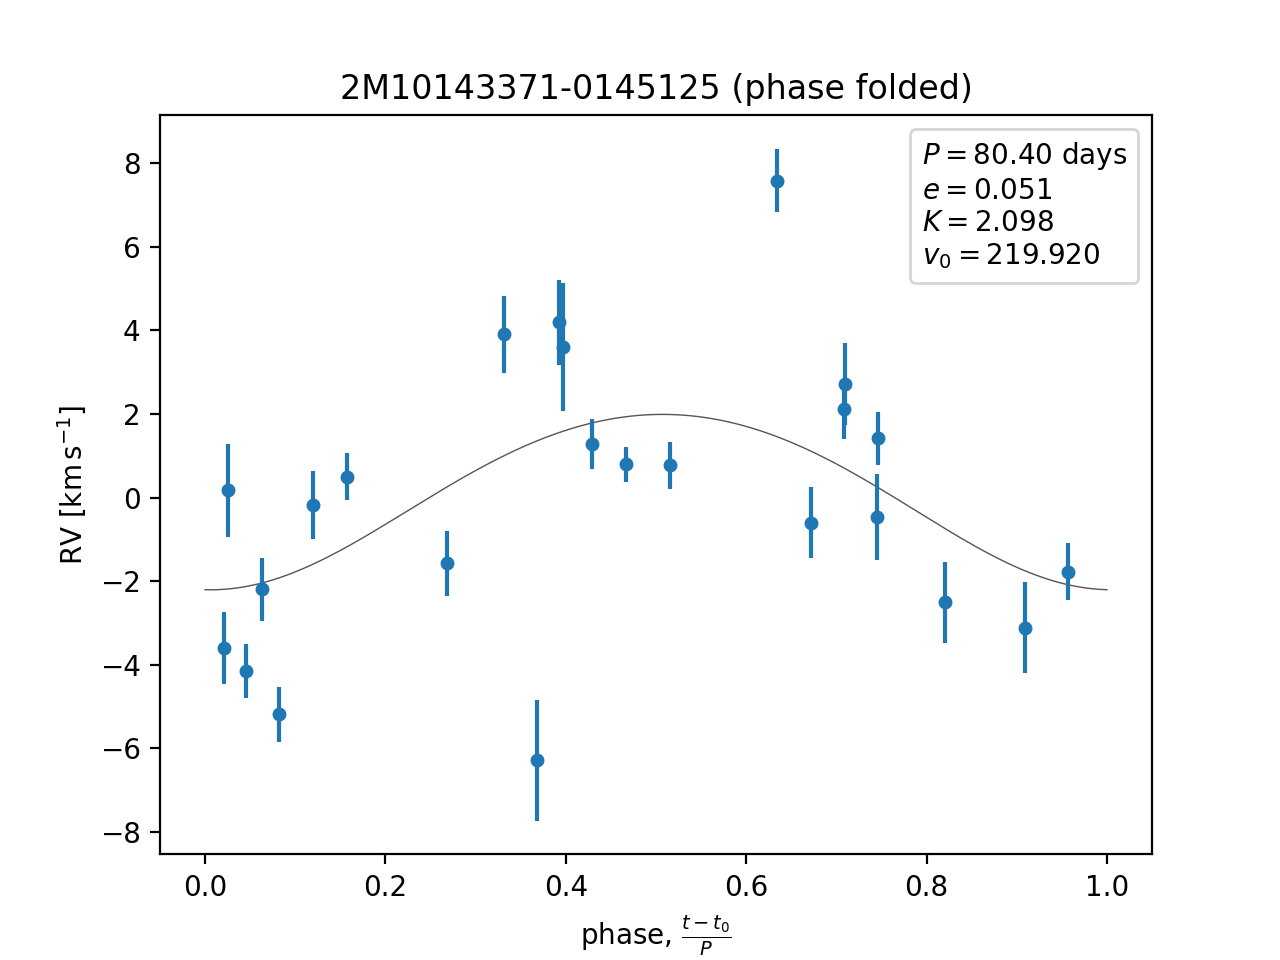 2M10143371-0145125 (phase folded)
P = 80.40 days
e = 0.051
K = 2.098
v₀ = 219.920
RV [km s⁻¹]
8
6
4
2
0
−2
−4
−6
−8
0.0 0.2 0.4 0.6 0.8 1.0
phase, (t − t₀)/P